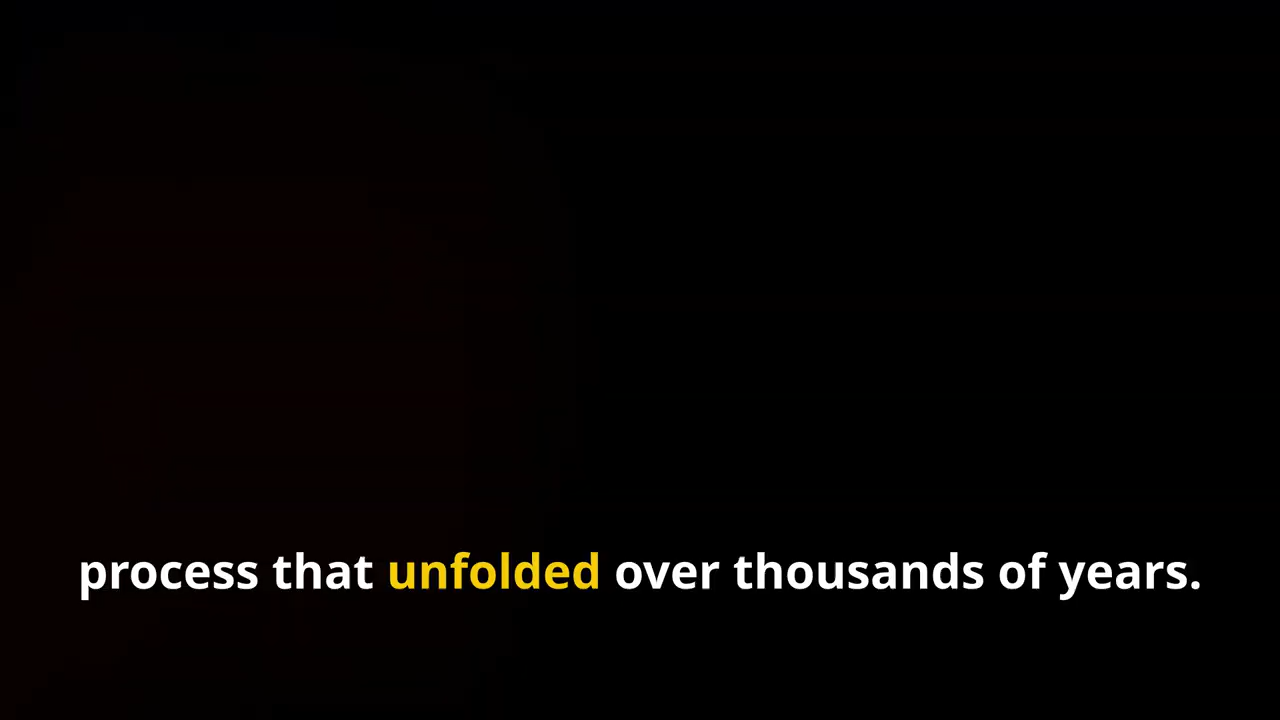 process that unfolded over thousands of years.